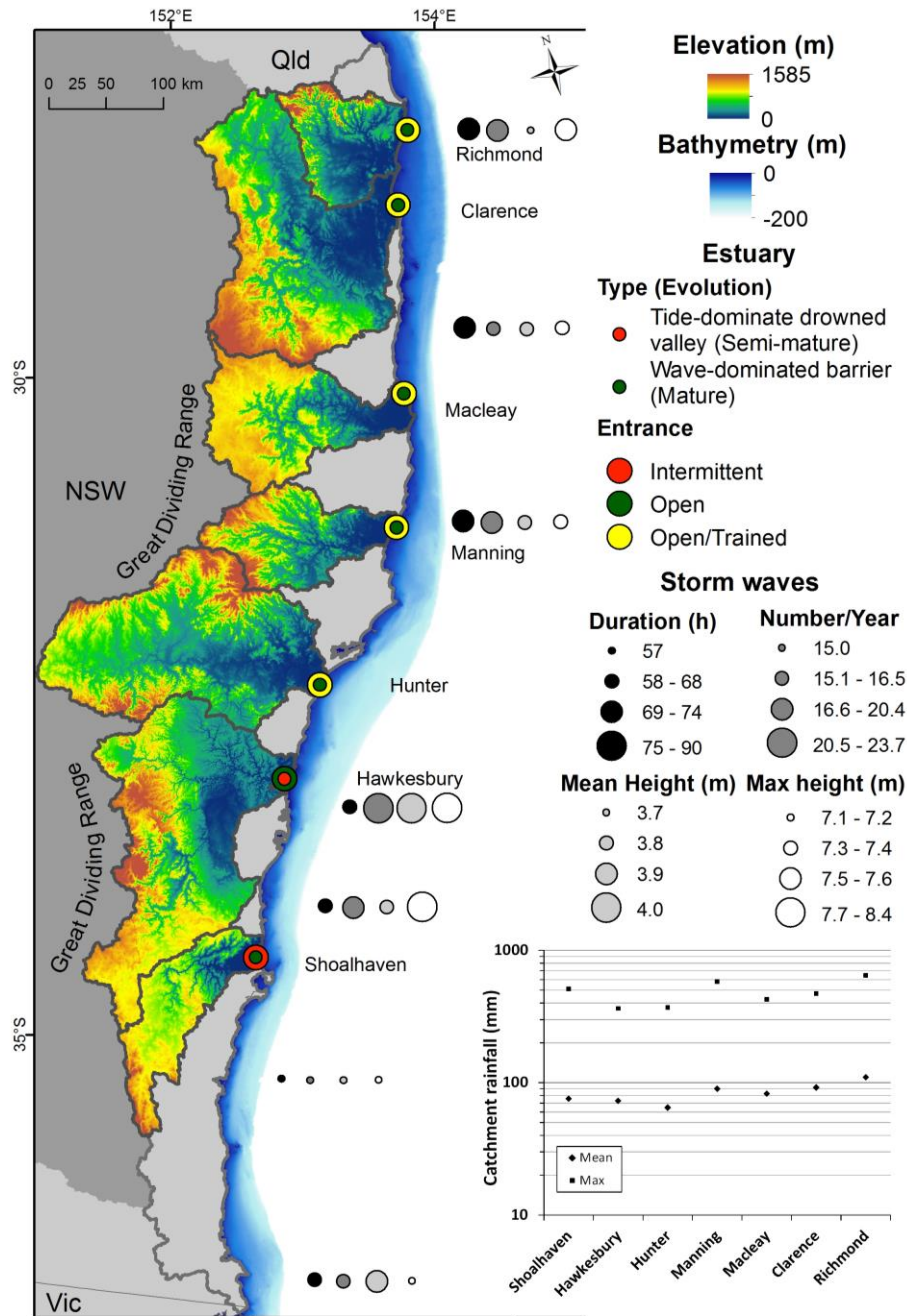 152°E
154°E
N
0 25 50 100 km
Qld
Richmond
Clarence
30°S
Macleay
Great Dividing Range
NSW
Manning
Hunter
Hawkesbury
Great Dividing Range
Shoalhaven
35°S
Vic
Elevation (m)
1585
0
Bathymetry (m)
0
-200
Estuary
Type (Evolution)
Tide-dominate drowned
valley (Semi-mature)
Wave-dominated barrier
(Mature)
Entrance
Intermittent
Open
Open/Trained
Storm waves
Duration (h)
57
58 - 68
69 - 74
75 - 90
Number/Year
15.0
15.1 - 16.5
16.6 - 20.4
20.5 - 23.7
Mean Height (m)
3.7
3.8
3.9
4.0
Max height (m)
7.1 - 7.2
7.3 - 7.4
7.5 - 7.6
7.7 - 8.4
Catchment rainfall (mm)
1000
100
10
Mean
Max
Shoalhaven
Hawkesbury
Hunter
Manning
Macleay
Clarence
Richmond